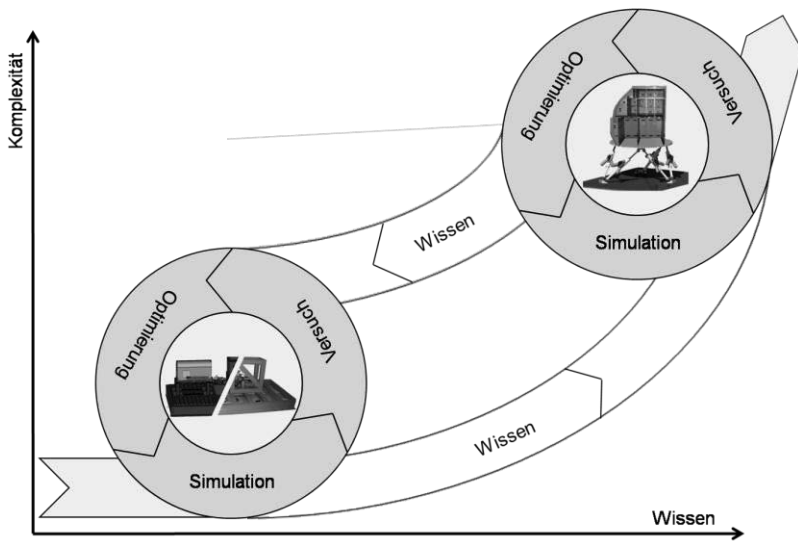 Komplexität
Optimierung
Versuch
Simulation
Wissen
Optimierung
Versuch
Simulation
Wissen
Wissen